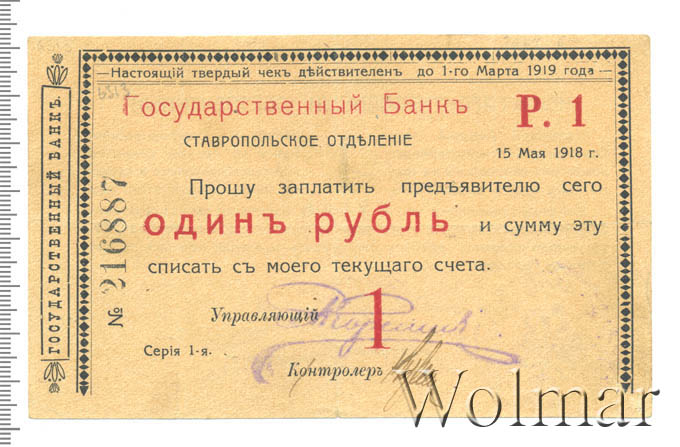 —Настоящій твердый чекъ дѣйствителенъ до 1-го Марта 1919 года—
Государственный Банкъ Р. 1
СТАВРОПОЛЬСКОЕ ОТДѢЛЕНІЕ
15 Мая 1918 г.
Прошу заплатить предъявителю сего
ОДИНЪ РУБЛЬ и сумму эту
списать съ моего текущаго счета.
Управляющій
1
Серія 1-я.
Контролеръ
ГОСУДАРСТВЕННЫЙ БАНКЪ.
№ 216887
Wolmar